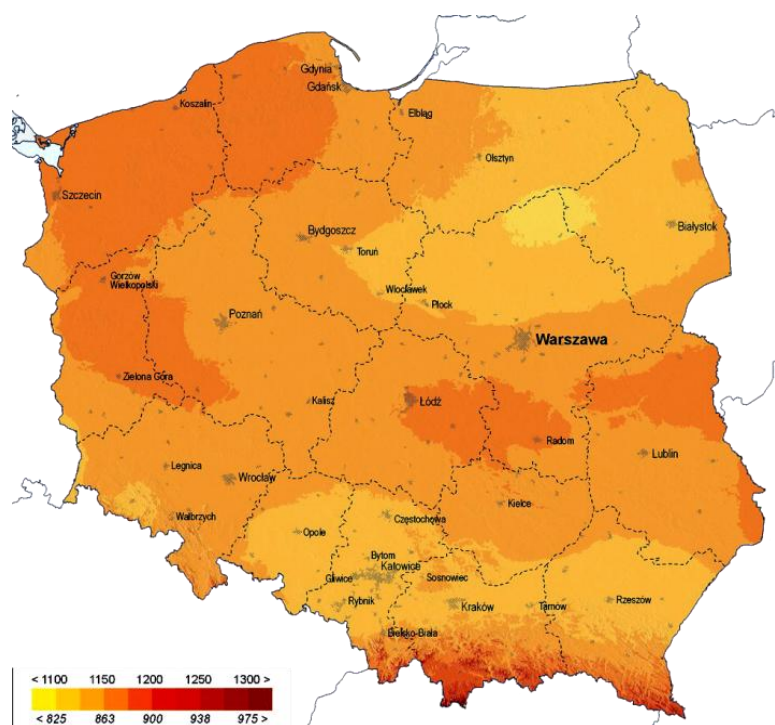 Gdynia
Gdańsk
Koszalin
Elbląg
Olsztyn
Szczecin
Białystok
Bydgoszcz
Toruń
Gorzów
Wielkopolski
Włocławek
Płock
Poznań
Warszawa
Zielona Góra
Kalisz
Łódź
Radom
Lublin
Legnica
Wrocław
Kielce
Wałbrzych
Częstochowa
Opole
Bytom
Katowice
Gliwice
Sosnowiec
Rybnik
Kraków
Tarnów
Rzeszów
Bielsko-Biała
< 1100 1150 1200 1250 1300 >
< 825 863 900 938 975 >